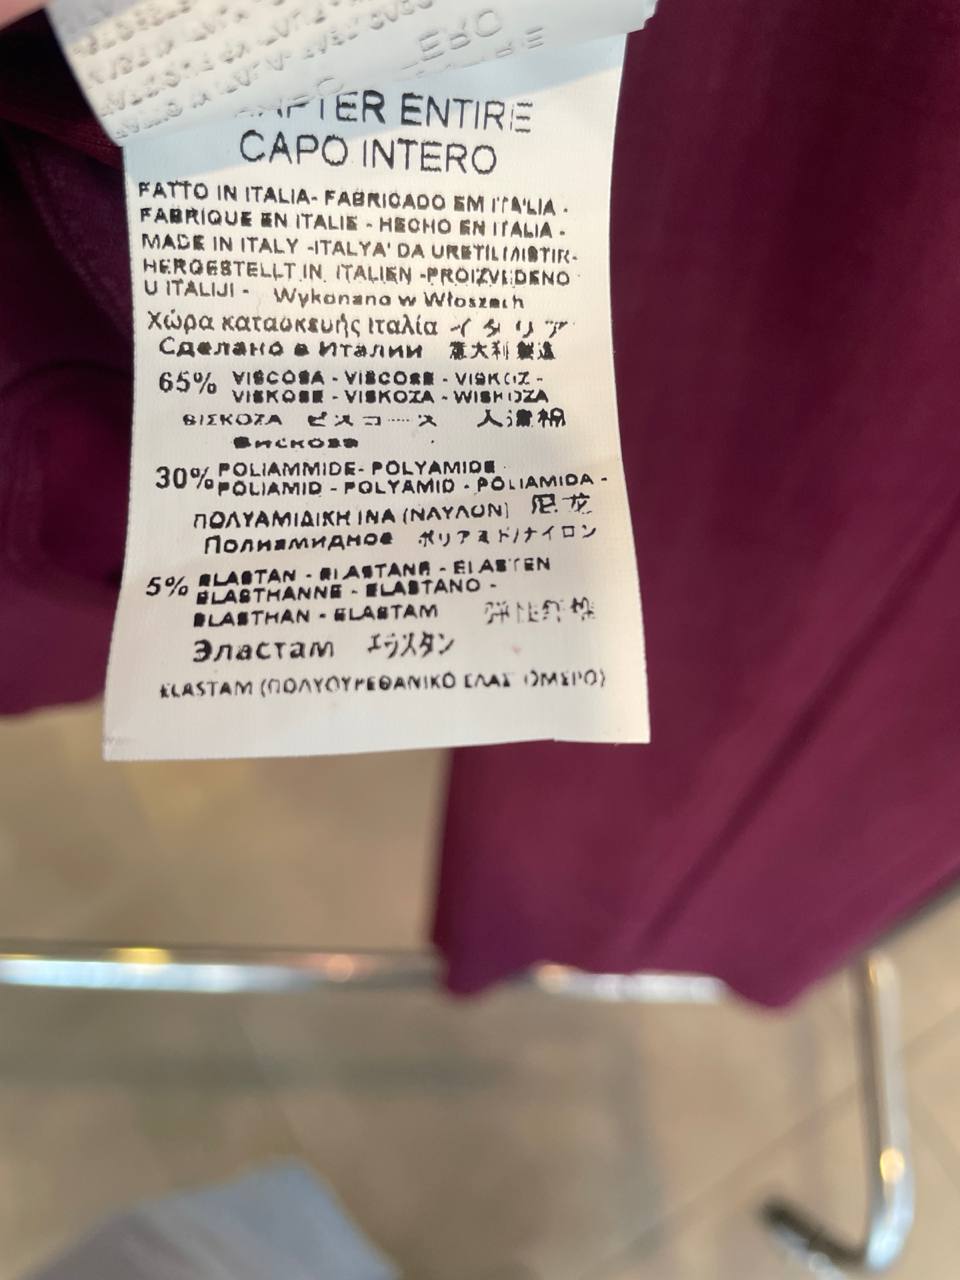 ENTIRE
CAPO INTERO
FATTO IN ITALIA- FABRICADO EM ITALIA -
FABRIQUE EN ITALIE - HECHO EN ITALIA -
MADE IN ITALY -ITALYA' DA URETILMISTIR-
HERGESTELLT IN ITALIEN -PROIZVEDENO
U ITALIJI - Wykonano w Włoszech
Χώρα κατασκευής Ιταλία イタリア
Сделано в Италии 意大利製造
65% VISCOSA - VISCOSE - VISKOZ -
VISKOSE - VISKOZA - WISKOZA
ΒΙΣΚΟΖΑ ビスコース 人造棉
Вискоза
30% POLIAMMIDE- POLYAMIDE
POLIAMID - POLYAMID - POLIAMIDA -
ΠΟΛΥΑΜΙΔΙΚΗ ΙΝΑ (ΝΑΥΛΟΝ) 尼龙
Полиамидное ポリアミド/ナイロン
5% ELASTAN - ELASTANE - ELASTEN
ELASTHANNE - ELASTANO -
ELASTHAN - ELASTAM
Эластам エラスタン
ELASTAM (ΠΟΛΥΟΥΡΕΘΑΝΙΚΟ